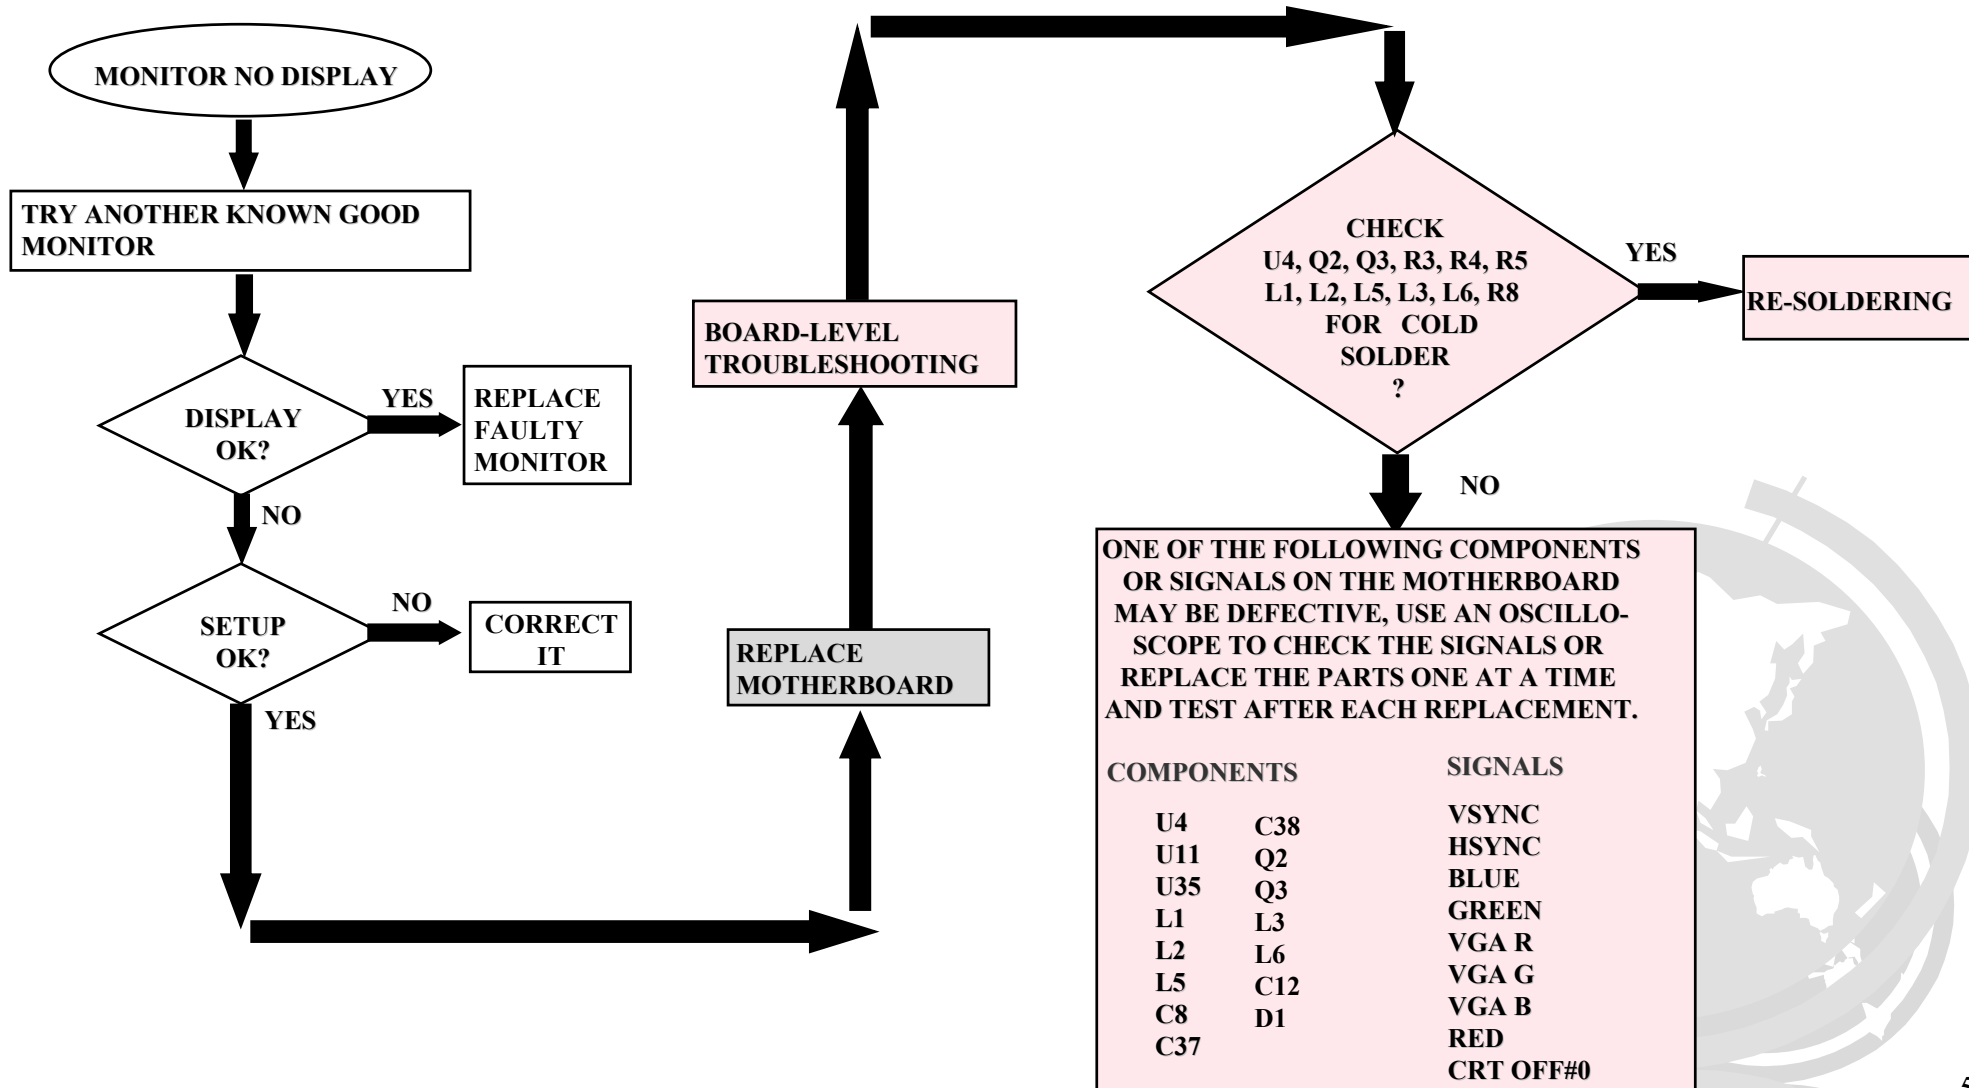 MONITOR NO DISPLAY
TRY ANOTHER KNOWN GOOD
MONITOR
DISPLAY
OK?
YES
REPLACE
FAULTY
MONITOR
NO
SETUP
OK?
NO
CORRECT
IT
YES
REPLACE
MOTHERBOARD
BOARD-LEVEL
TROUBLESHOOTING
CHECK
U4, Q2, Q3, R3, R4, R5
L1, L2, L5, L3, L6, R8
FOR COLD
SOLDER
?
YES
RE-SOLDERING
NO
ONE OF THE FOLLOWING COMPONENTS
OR SIGNALS ON THE MOTHERBOARD
MAY BE DEFECTIVE, USE AN OSCILLO-
SCOPE TO CHECK THE SIGNALS OR
REPLACE THE PARTS ONE AT A TIME
AND TEST AFTER EACH REPLACEMENT.
COMPONENTS
U4
U11
U35
L1
L2
L5
C8
C37
C38
Q2
Q3
L3
L6
C12
D1
SIGNALS
VSYNC
HSYNC
BLUE
GREEN
VGA R
VGA G
VGA B
RED
CRT OFF#0